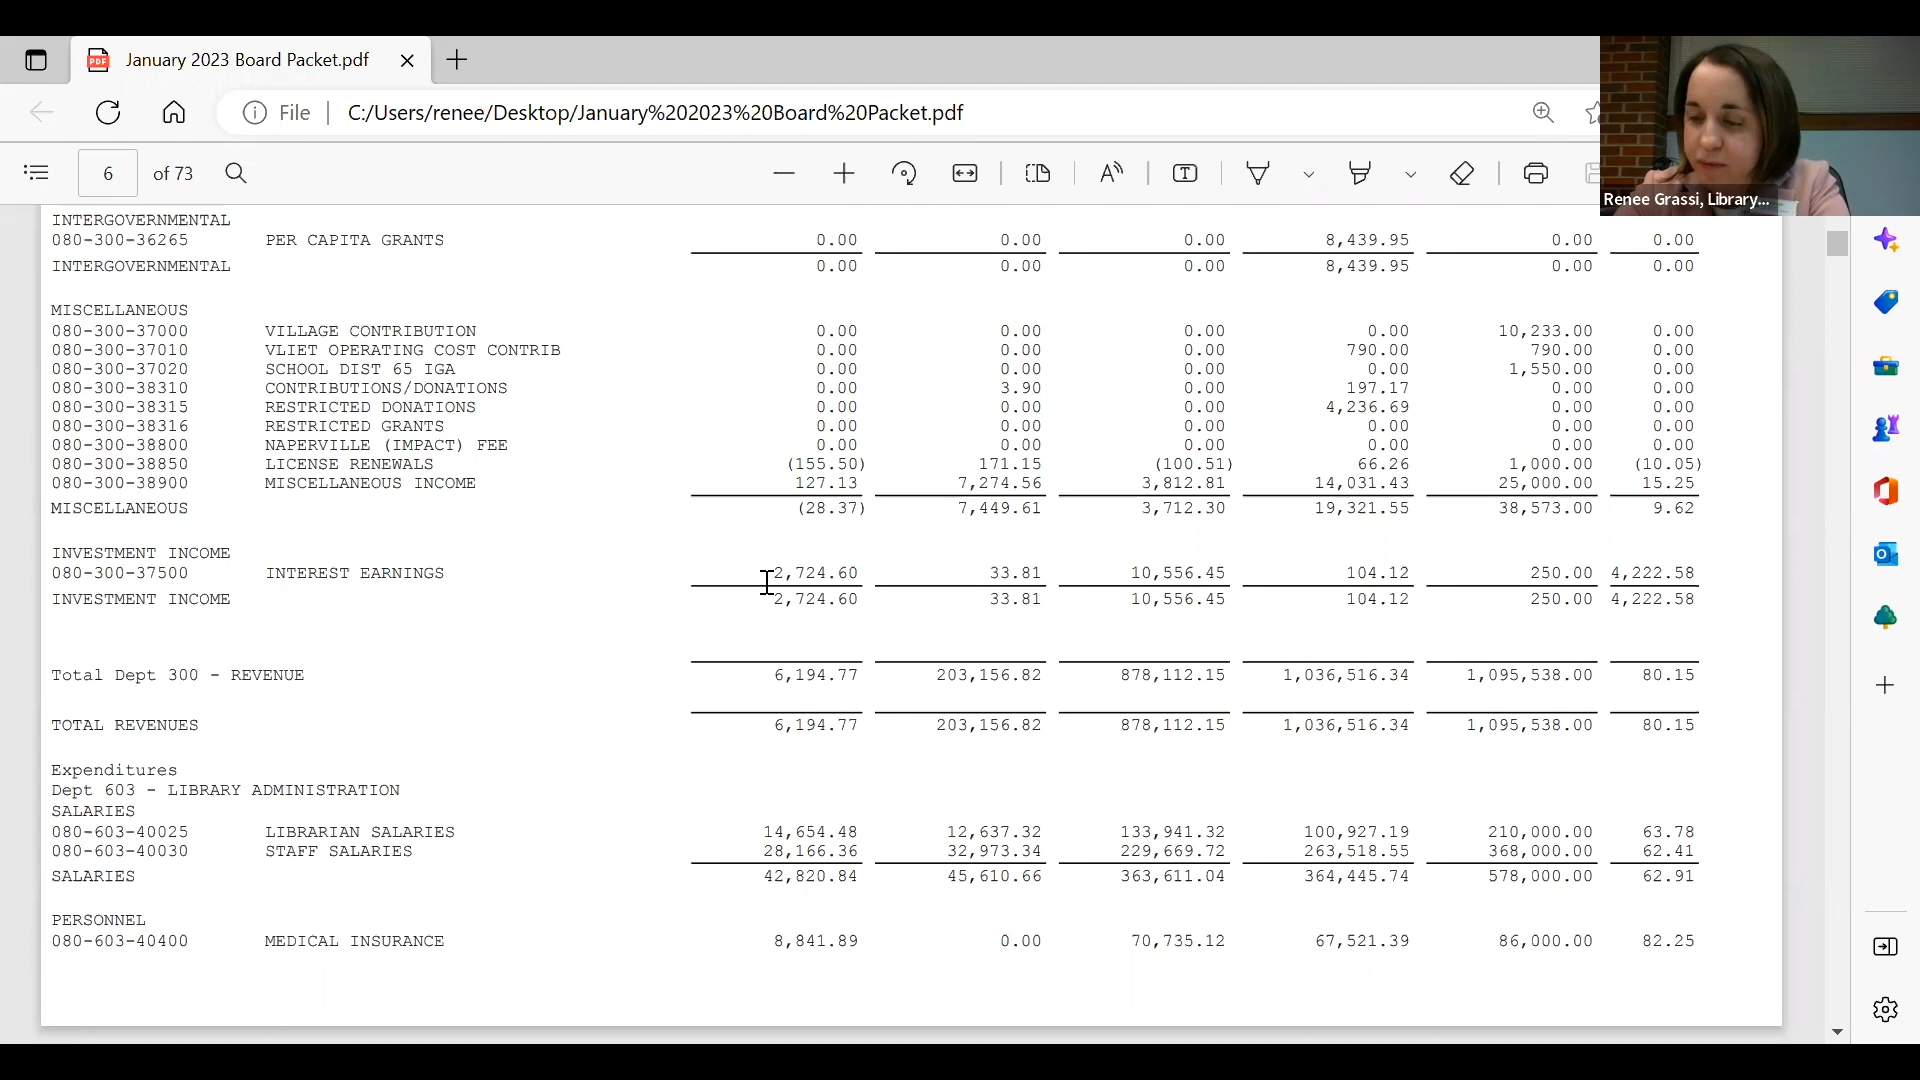 January 2023 Board Packet.pdf
File C:/Users/renee/Desktop/January%202023%20Board%20Packet.pdf
6 of 73
Renee Grassi, Library...
INTERGOVERNMENTAL
080-300-36265 PER CAPITA GRANTS 0.00 0.00 0.00 8,439.95 0.00 0.00
INTERGOVERNMENTAL 0.00 0.00 0.00 8,439.95 0.00 0.00
MISCELLANEOUS
080-300-37000 VILLAGE CONTRIBUTION 0.00 0.00 0.00 0.00 10,233.00 0.00
080-300-37010 VLIET OPERATING COST CONTRIB 0.00 0.00 0.00 790.00 790.00 0.00
080-300-37020 SCHOOL DIST 65 IGA 0.00 0.00 0.00 0.00 1,550.00 0.00
080-300-38310 CONTRIBUTIONS/DONATIONS 0.00 3.90 0.00 197.17 0.00 0.00
080-300-38315 RESTRICTED DONATIONS 0.00 0.00 0.00 4,236.69 0.00 0.00
080-300-38316 RESTRICTED GRANTS 0.00 0.00 0.00 0.00 0.00 0.00
080-300-38800 NAPERVILLE (IMPACT) FEE 0.00 0.00 0.00 0.00 0.00 0.00
080-300-38850 LICENSE RENEWALS (155.50) 171.15 (100.51) 66.26 1,000.00 (10.05)
080-300-38900 MISCELLANEOUS INCOME 127.13 7,274.56 3,812.81 14,031.43 25,000.00 15.25
MISCELLANEOUS (28.37) 7,449.61 3,712.30 19,321.55 38,573.00 9.62
INVESTMENT INCOME
080-300-37500 INTEREST EARNINGS 2,724.60 33.81 10,556.45 104.12 250.00 4,222.58
INVESTMENT INCOME 2,724.60 33.81 10,556.45 104.12 250.00 4,222.58
Total Dept 300 - REVENUE 6,194.77 203,156.82 878,112.15 1,036,516.34 1,095,538.00 80.15
TOTAL REVENUES 6,194.77 203,156.82 878,112.15 1,036,516.34 1,095,538.00 80.15
Expenditures
Dept 603 - LIBRARY ADMINISTRATION
SALARIES
080-603-40025 LIBRARIAN SALARIES 14,654.48 12,637.32 133,941.32 100,927.19 210,000.00 63.78
080-603-40030 STAFF SALARIES 28,166.36 32,973.34 229,669.72 263,518.55 368,000.00 62.41
SALARIES 42,820.84 45,610.66 363,611.04 364,445.74 578,000.00 62.91
PERSONNEL
080-603-40400 MEDICAL INSURANCE 8,841.89 0.00 70,735.12 67,521.39 86,000.00 82.25